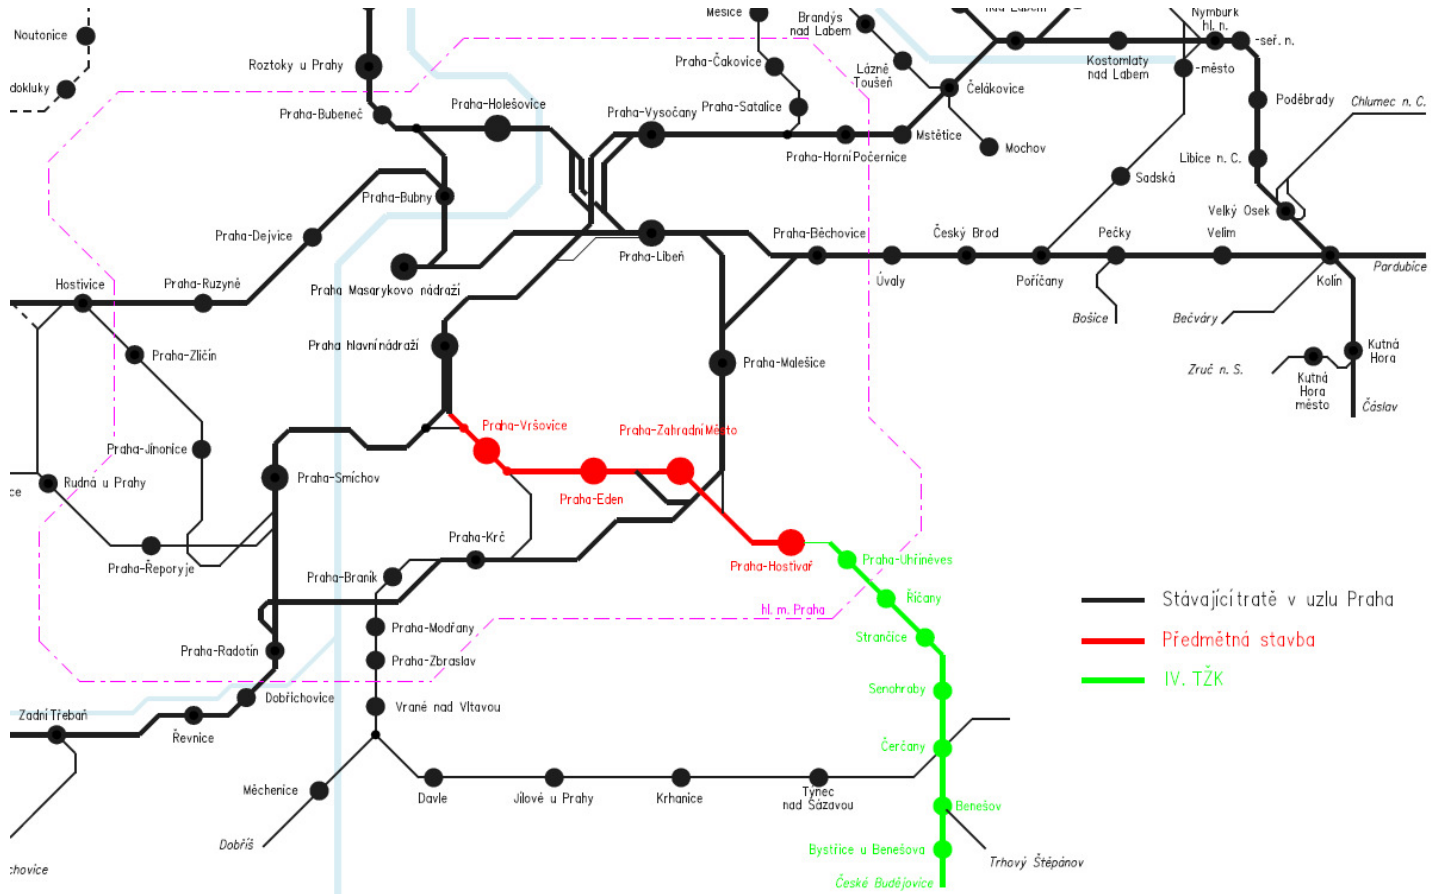 Noutonice
Mesice
Brandýs
nad Labem
nad Labem
Nymburk
hl. n.
-seř. n.
Roztoky u Prahy
Praha-Čakovice
Lázně
Toušeň
Kostomlaty
nad Labem
-město
dokluky
Praha-Holešovice
Praha-Bubeneč
Praha-Vysočany
Praha-Satalice
Čelákovice
Poděbrady
Chlumec n. C.
Praha-Horní Počernice
Mstětice
Mochov
Libice n. C.
Sadská
Praha-Bubny
Velký Osek
Praha-Dejvice
Praha-Libeň
Praha-Běchovice
Český Brod
Pečky
Velim
Úvaly
Poříčany
Kolín
Pardubice
Hostivice
Praha-Ruzyně
Praha Masarykovo nádraží
Bošice
Bečváry
Praha hlavní nádraží
Praha-Zličín
Praha-Malešice
Kutná
Hora
Zruč n. S.
Kutná
Hora
město
Čáslav
Praha-Vršovice
Praha-Zahradní Město
Praha-Jinonice
Praha-Smíchov
Rudná u Prahy
ce
Praha-Eden
Praha-Krč
Praha-Řeporyje
Praha-Hostivař
Praha-Uhříněves
Praha-Braník
Říčany
hl. m. Praha
Praha-Modřany
Strančice
Praha-Radotín
Praha-Zbraslav
Stávající tratě v uzlu Praha
Předmětná stavba
IV. TŽK
Senohraby
Dobřichovice
Vrané nad Vltavou
Zadní Třebaň
Řevnice
Čerčany
Měchenice
Davle
Jílové u Prahy
Krhanice
Týnec
nad Sázavou
Benešov
Dobříš
Bystřice u Benešova
Trhový Štěpánov
chovice
České Budějovice